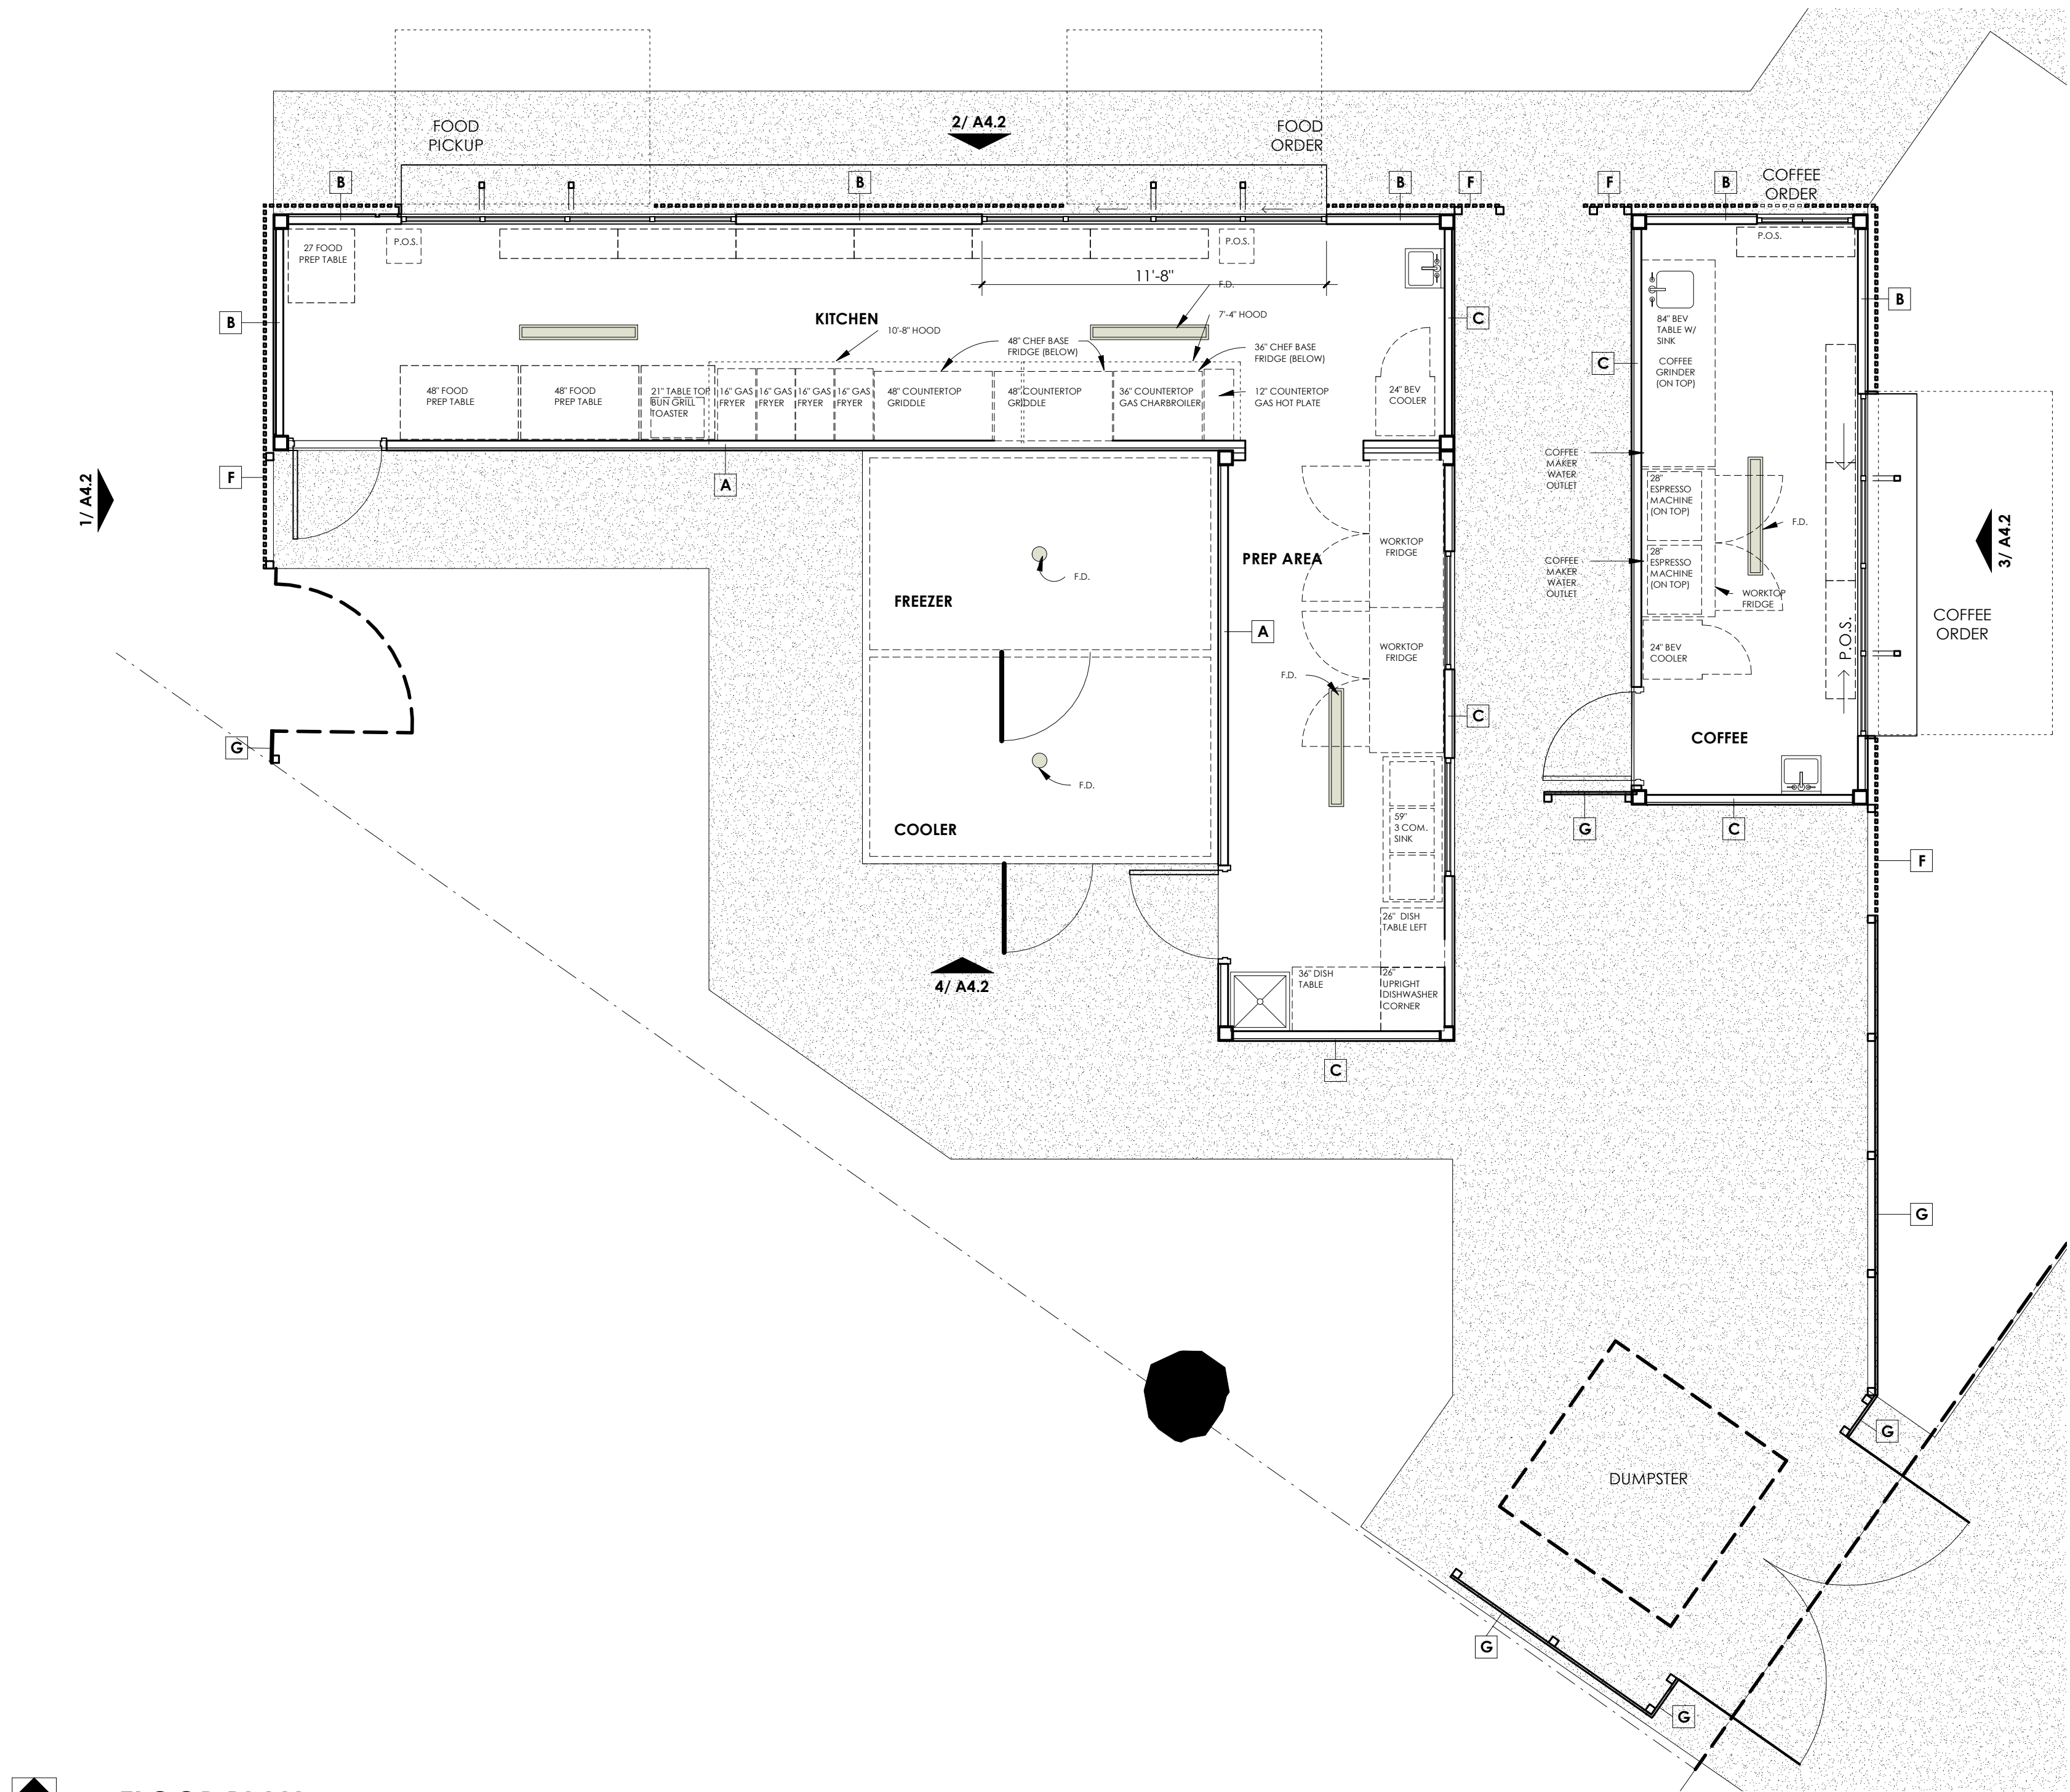 FOOD
PICKUP
2/ A4.2
FOOD
ORDER
COFFEE
ORDER
B
B
B
F
F
B
27 FOOD
PREP TABLE
P.O.S.
P.O.S.
P.O.S.
11'-8"
F.D.
KITCHEN
10'-8" HOOD
7'-4" HOOD
48" CHEF BASE
FRIDGE (BELOW)
36" CHEF BASE
FRIDGE (BELOW)
B
C
B
C
84" BEV
TABLE W/
SINK
COFFEE
GRINDER
(ON TOP)
48" FOOD
PREP TABLE
48" FOOD
PREP TABLE
21" TABLE TOP
BUN GRILL
TOASTER
16" GAS
FRYER
16" GAS
FRYER
16" GAS
FRYER
16" GAS
FRYER
48" COUNTERTOP
GRIDDLE
48" COUNTERTOP
GRIDDLE
36" COUNTERTOP
GAS CHARBROILER
12" COUNTERTOP
GAS HOT PLATE
24" BEV
COOLER
F
A
1/ A4.2
COFFEE
MAKER
WATER
OUTLET
28"
ESPRESSO
MACHINE
(ON TOP)
F.D.
3/ A4.2
WORKTOP
FRIDGE
PREP AREA
COFFEE
MAKER
WATER
OUTLET
28"
ESPRESSO
MACHINE
(ON TOP)
WORKTOP
FRIDGE
F.D.
FREEZER
A
WORKTOP
FRIDGE
24" BEV
COOLER
P.O.S.
COFFEE
ORDER
F.D.
C
G
COFFEE
F.D.
COOLER
59"
3 COM.
SINK
G
C
F
26" DISH
TABLE LEFT
4/ A4.2
36" DISH
TABLE
26"
UPRIGHT
DISHWASHER
CORNER
C
G
G
DUMPSTER
G
G